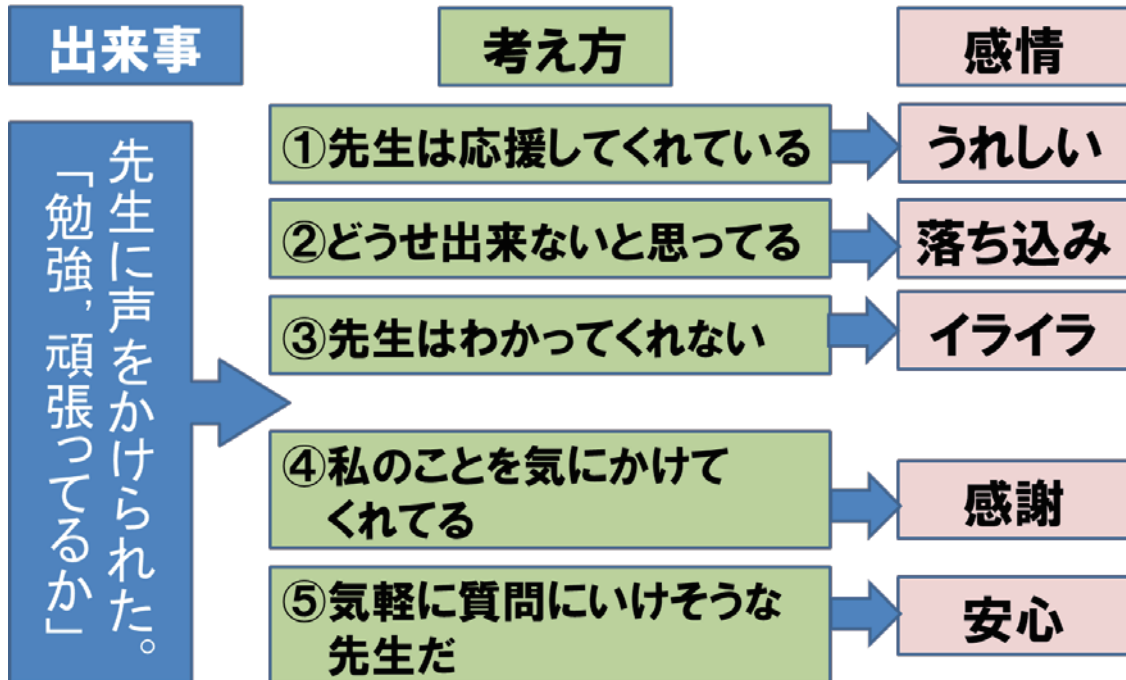 出来事
考え方
感情
先生に声をかけられた。
「勉強，頑張ってるか」
①先生は応援してくれている
うれしい
②どうせ出来ないと思ってる
落ち込み
③先生はわかってくれない
イライラ
④私のことを気にかけて
くれてる
感謝
⑤気軽に質問にいけそうな
先生だ
安心